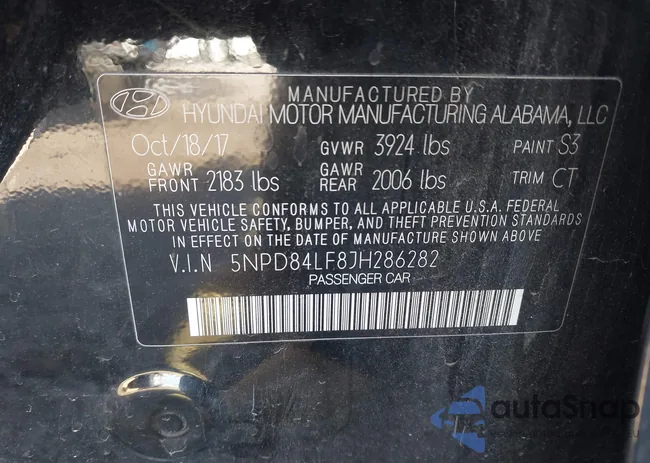 MANUFACTURED BY
HYUNDAI MOTOR MANUFACTURING ALABAMA, LLC
Oct/18/17 GVWR 3924 lbs PAINT S3
GAWR FRONT 2183 lbs GAWR REAR 2006 lbs TRIM CT
THIS VEHICLE CONFORMS TO ALL APPLICABLE U.S.A. FEDERAL
MOTOR VEHICLE SAFETY, BUMPER, AND THEFT PREVENTION STANDARDS
IN EFFECT ON THE DATE OF MANUFACTURE SHOWN ABOVE
V.I.N 5NPD84LF8JH286282
PASSENGER CAR
autoSnap